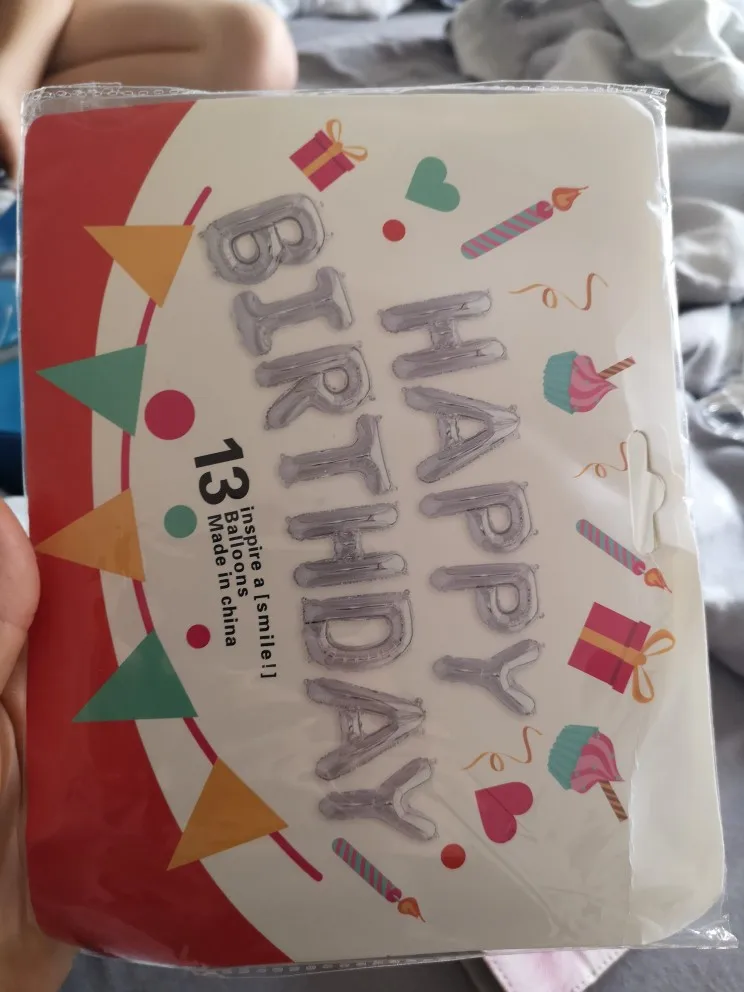 HAPPY
BIRTHDAY
13
inspire a [smile!]
Balloons
Made in china